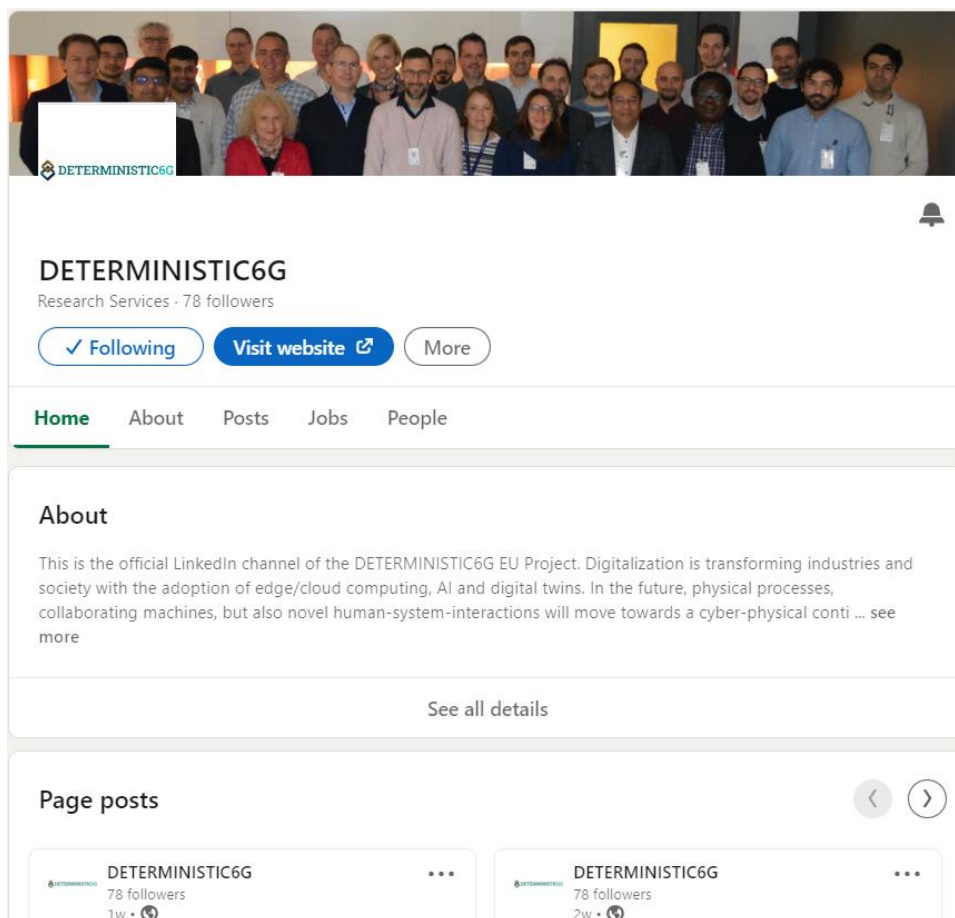 DETERMINISTIC6G
DETERMINISTIC6G
Research Services · 78 followers
✓ Following
Visit website
More
Home
About
Posts
Jobs
People
About
This is the official LinkedIn channel of the DETERMINISTIC6G EU Project. Digitalization is transforming industries and
society with the adoption of edge/cloud computing, AI and digital twins. In the future, physical processes,
collaborating machines, but also novel human-system-interactions will move towards a cyber-physical conti ... see
more
See all details
Page posts
DETERMINISTIC6G
DETERMINISTIC6G
78 followers
1w •
DETERMINISTIC6G
DETERMINISTIC6G
78 followers
2w •